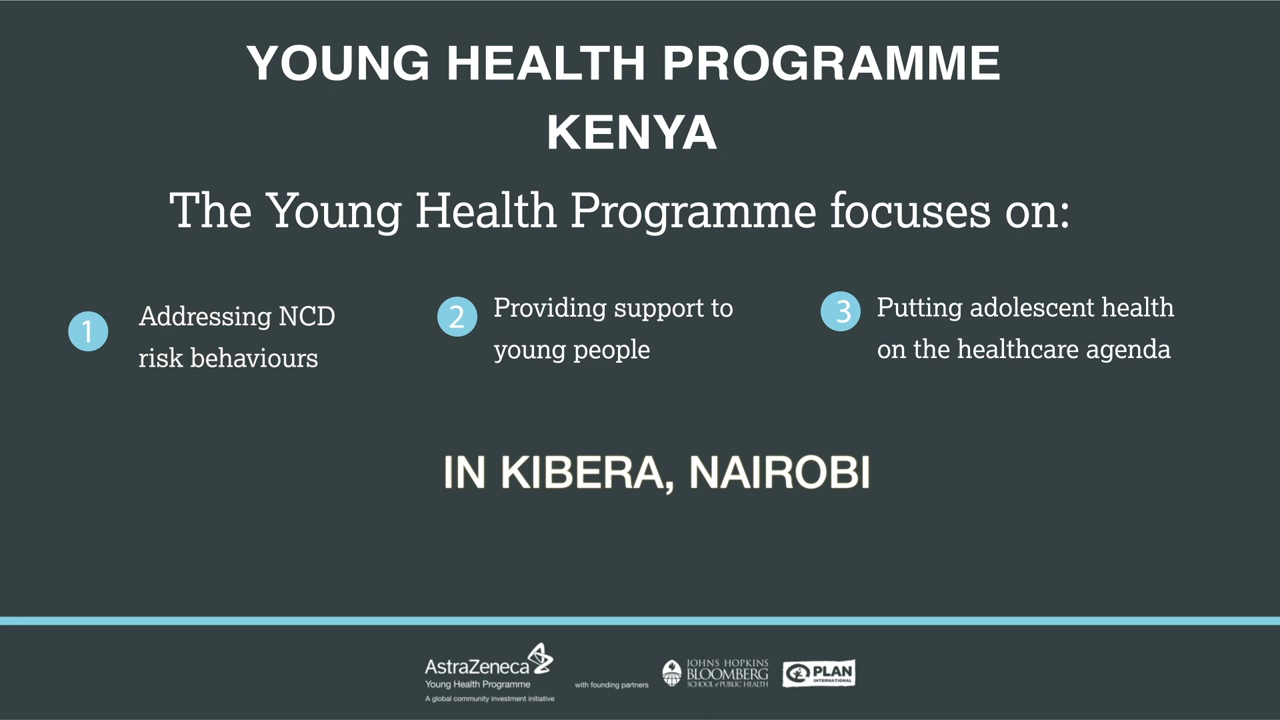 YOUNG HEALTH PROGRAMME
KENYA
The Young Health Programme focuses on:
1
Addressing NCD
risk behaviours
2
Providing support to
young people
3
Putting adolescent health
on the healthcare agenda
IN KIBERA, NAIROBI
AstraZeneca
Young Health Programme
A global community investment initiative
with founding partners
JOHNS HOPKINS
BLOOMBERG
SCHOOL of PUBLIC HEALTH
PLAN
INTERNATIONAL